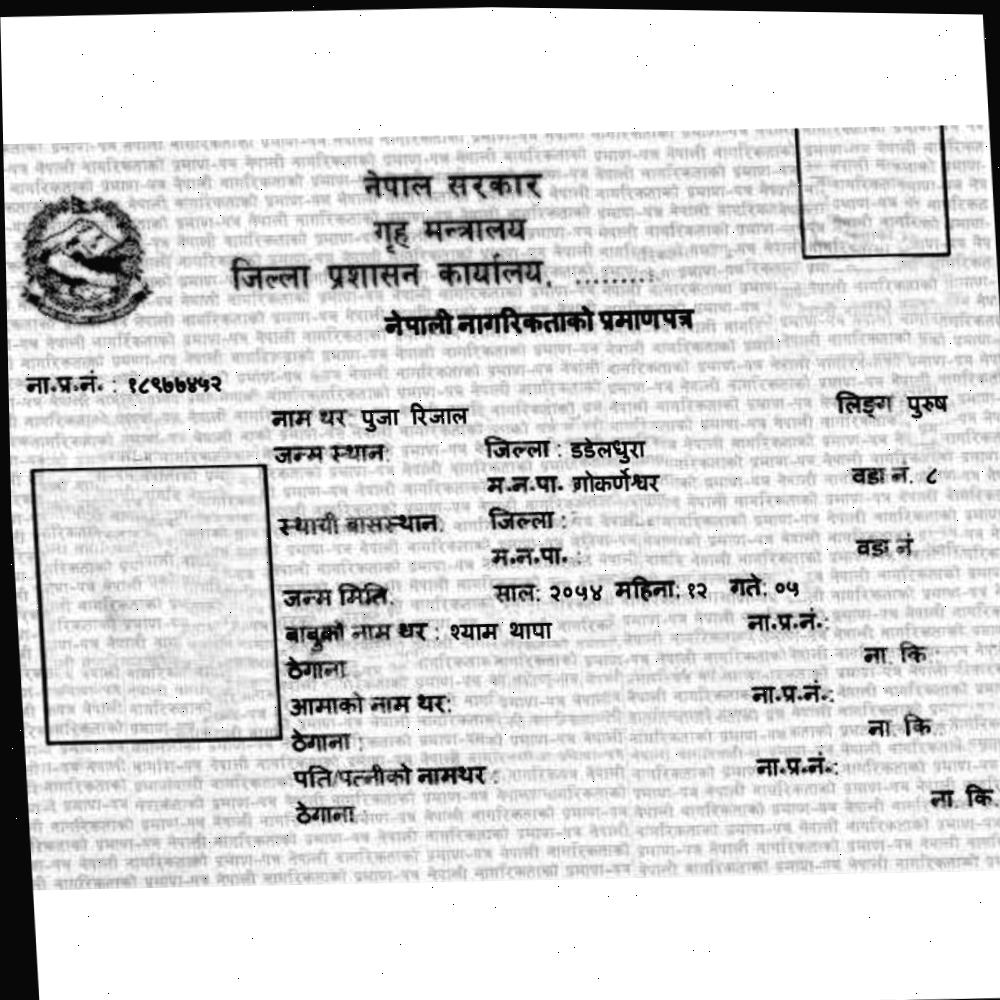 नेपाल सरकार
गृह मन्त्रालय
जिल्ला प्रशासन कार्यालय, .........
नेपाली नागरिकताको प्रमाणपत्र
ना.प्र.नं. : १८९७७४५२
नाम थर पुजा रिजाल लिङ्ग पुरुष
जन्म स्थान: जिल्ला : डडेलधुरा
म.न.पा. गोकर्णेश्वर वडा नं. ८
स्थायी बासस्थान: जिल्ला :
म.न.पा. : वडा नं
जन्म मिति: साल: २०५४ महिना: १२ गते: ०५
बाबुको नाम थर : श्याम थापा ना.प्र.नं.:
ठेगाना ना. कि :
आमाको नाम थर: ना.प्र.नं.:
ठेगाना : ना. कि :
पति/पत्नीको नामथर : ना.प्र.नं.:
ठेगाना ना. कि